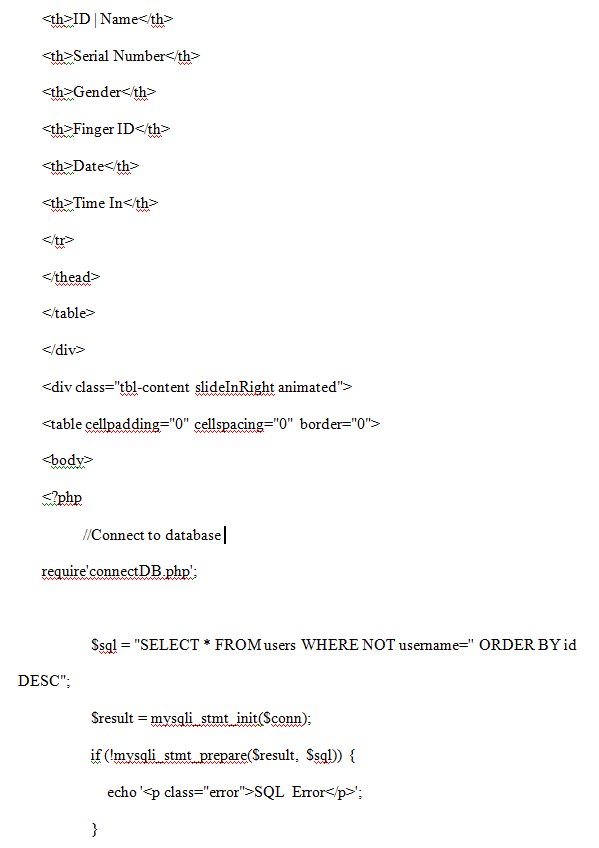 <th>ID | Name</th>
<th>Serial Number</th>
<th>Gender</th>
<th>Finger ID</th>
<th>Date</th>
<th>Time In</th>
</tr>
</thead>
</table>
</div>
<div class="tbl-content slideInRight animated">
<table cellpadding="0" cellspacing="0" border="0">
<body>
<?php
//Connect to database
require'connectDB.php';
$sql = "SELECT * FROM users WHERE NOT username='' ORDER BY id
DESC";
$result = mysqli_stmt_init($conn);
if (!mysqli_stmt_prepare($result, $sql)) {
echo '<p class="error">SQL Error</p>';
}